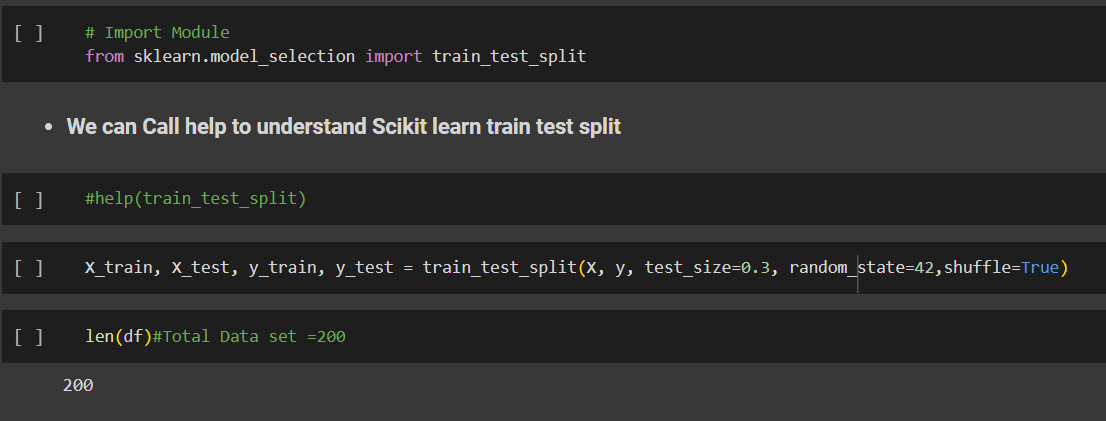 [ ] # Import Module
from sklearn.model_selection import train_test_split
• We can Call help to understand Scikit learn train test split
[ ] #help(train_test_split)
[ ] X_train, X_test, y_train, y_test = train_test_split(X, y, test_size=0.3, random_state=42,shuffle=True)
[ ] len(df)#Total Data set =200
200